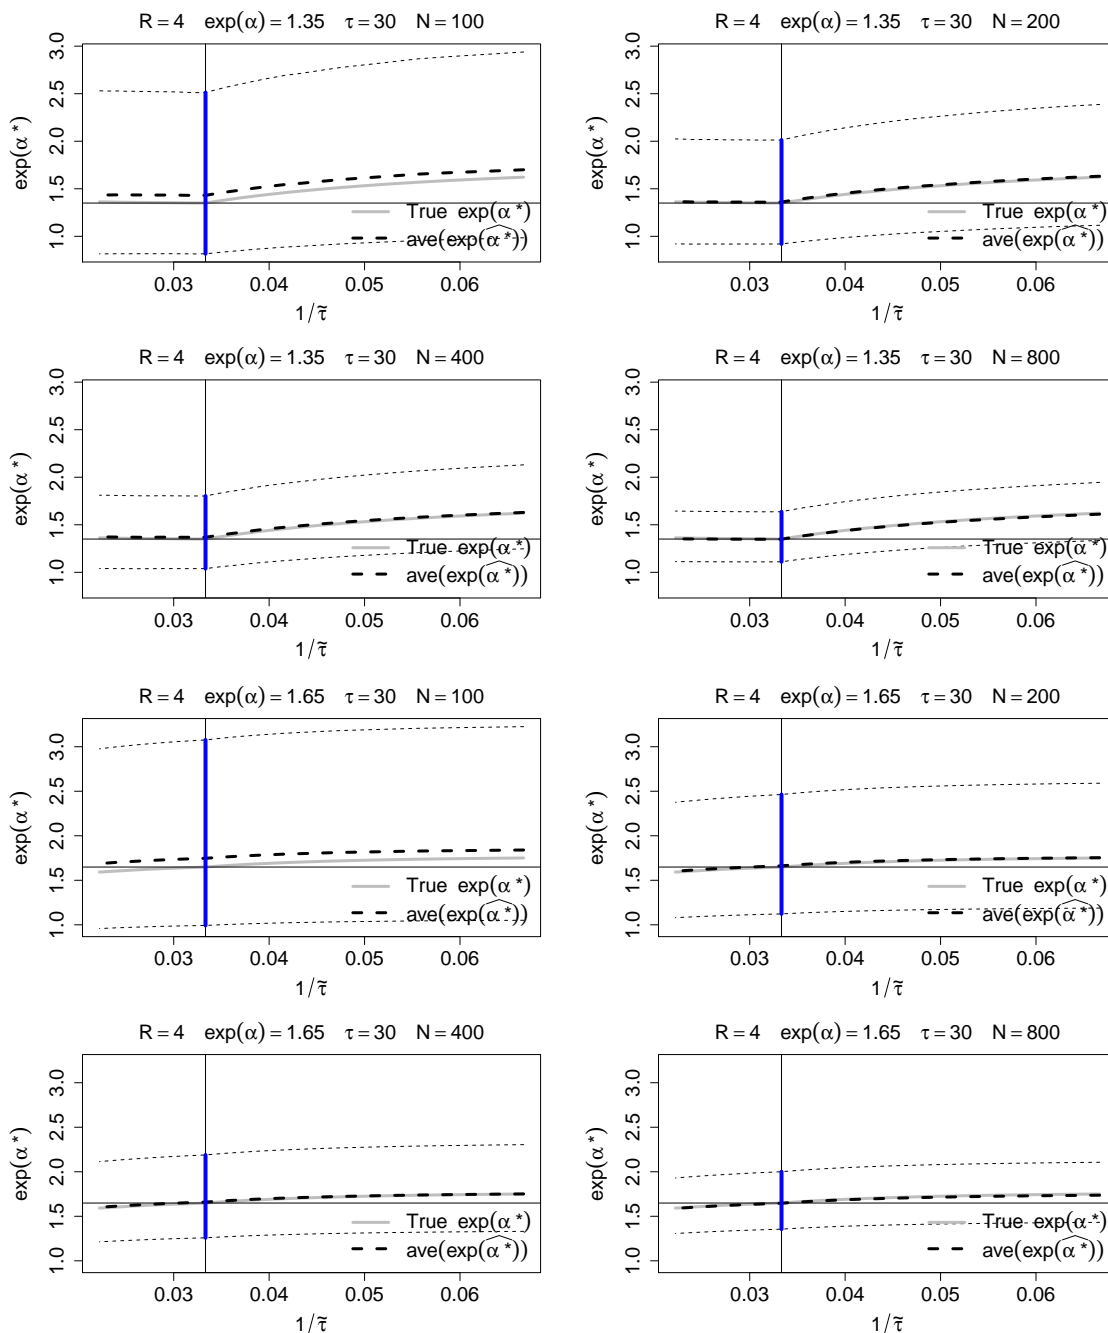 R = 4 exp(α) = 1.35 τ = 30 N = 100
exp(α*)
3.0
2.5
2.0
1.5
1.0
True exp(α*)
ave(exp(α*^))
0.03 0.04 0.05 0.06
1/τ̃
R = 4 exp(α) = 1.35 τ = 30 N = 200
exp(α*)
3.0
2.5
2.0
1.5
1.0
True exp(α*)
ave(exp(α*^))
0.03 0.04 0.05 0.06
1/τ̃
R = 4 exp(α) = 1.35 τ = 30 N = 400
exp(α*)
3.0
2.5
2.0
1.5
1.0
True exp(α*)
ave(exp(α*^))
0.03 0.04 0.05 0.06
1/τ̃
R = 4 exp(α) = 1.35 τ = 30 N = 800
exp(α*)
3.0
2.5
2.0
1.5
1.0
True exp(α*)
ave(exp(α*^))
0.03 0.04 0.05 0.06
1/τ̃
R = 4 exp(α) = 1.65 τ = 30 N = 100
exp(α*)
3.0
2.5
2.0
1.5
1.0
True exp(α*)
ave(exp(α*^))
0.03 0.04 0.05 0.06
1/τ̃
R = 4 exp(α) = 1.65 τ = 30 N = 200
exp(α*)
3.0
2.5
2.0
1.5
1.0
True exp(α*)
ave(exp(α*^))
0.03 0.04 0.05 0.06
1/τ̃
R = 4 exp(α) = 1.65 τ = 30 N = 400
exp(α*)
3.0
2.5
2.0
1.5
1.0
True exp(α*)
ave(exp(α*^))
0.03 0.04 0.05 0.06
1/τ̃
R = 4 exp(α) = 1.65 τ = 30 N = 800
exp(α*)
3.0
2.5
2.0
1.5
1.0
True exp(α*)
ave(exp(α*^))
0.03 0.04 0.05 0.06
1/τ̃